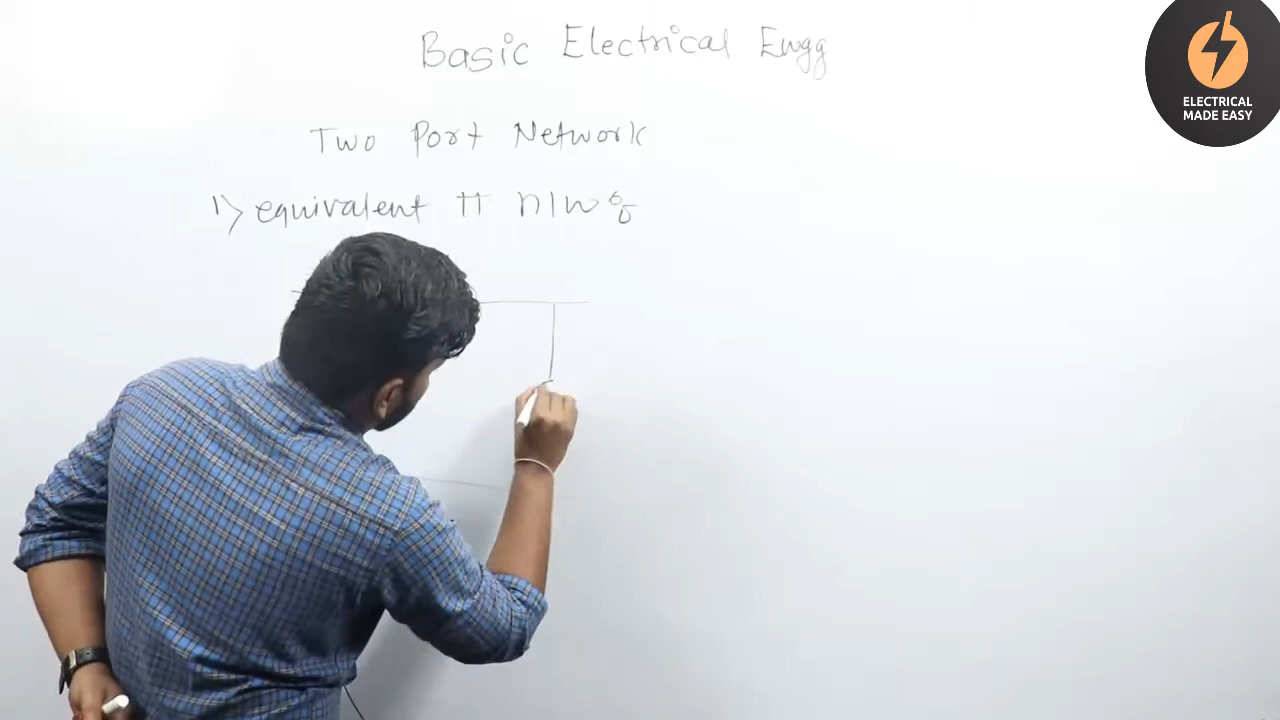 Basic Electrical Engg
ELECTRICAL
MADE EASY
Two Port Network
1) equivalent π n/w :-